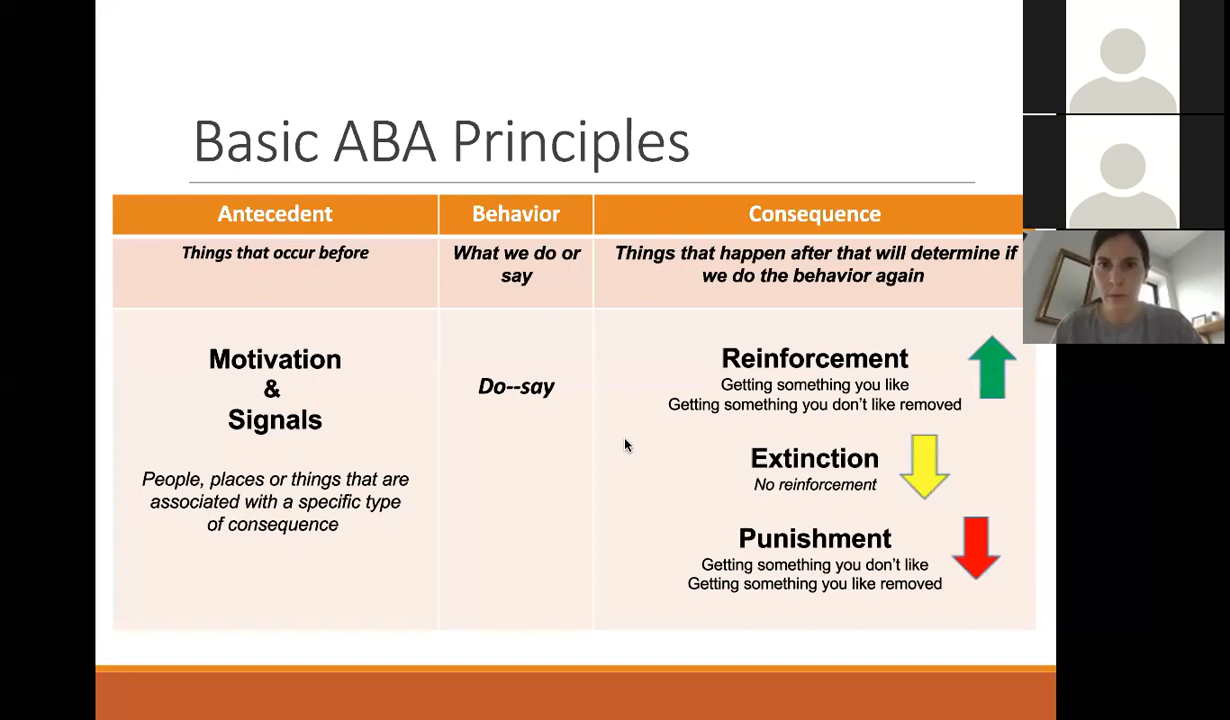 Basic ABA Principles
Antecedent
Behavior
Consequence
Things that occur before
What we do or
say
Things that happen after that will determine if
we do the behavior again
Motivation
&
Signals
People, places or things that are
associated with a specific type
of consequence
Do--say
Reinforcement
Getting something you like
Getting something you don't like removed
Extinction
No reinforcement
Punishment
Getting something you don't like
Getting something you like removed